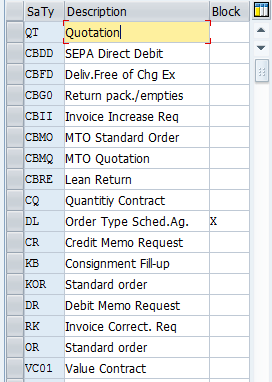 SaTy Description Block
QT Quotation
CBDD SEPA Direct Debit
CBFD Deliv.Free of Chg Ex
CBG0 Return pack./empties
CBII Invoice Increase Req
CBMO MTO Standard Order
CBMQ MTO Quotation
CBRE Lean Return
CQ Quantitiy Contract
DL Order Type Sched.Ag. X
CR Credit Memo Request
KB Consignment Fill-up
KOR Standard order
DR Debit Memo Request
RK Invoice Correct. Req
OR Standard order
VC01 Value Contract